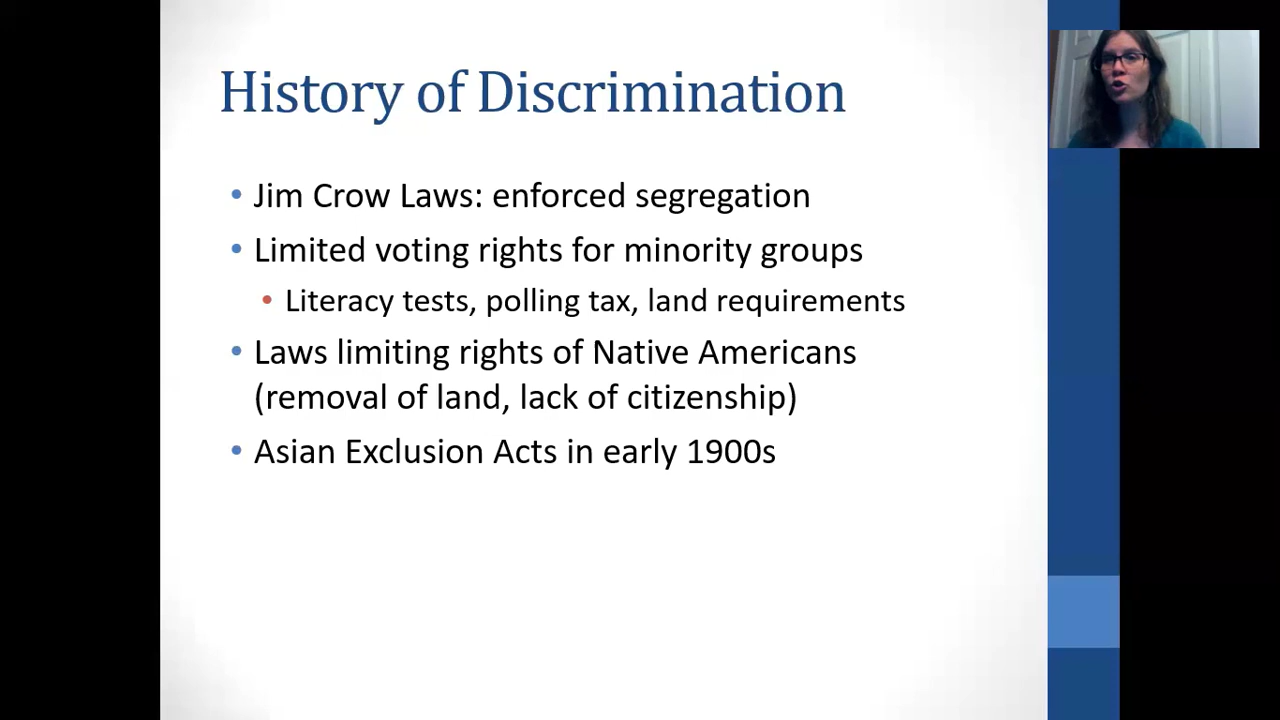 History of Discrimination
• Jim Crow Laws: enforced segregation
• Limited voting rights for minority groups
• Literacy tests, polling tax, land requirements
• Laws limiting rights of Native Americans
(removal of land, lack of citizenship)
• Asian Exclusion Acts in early 1900s